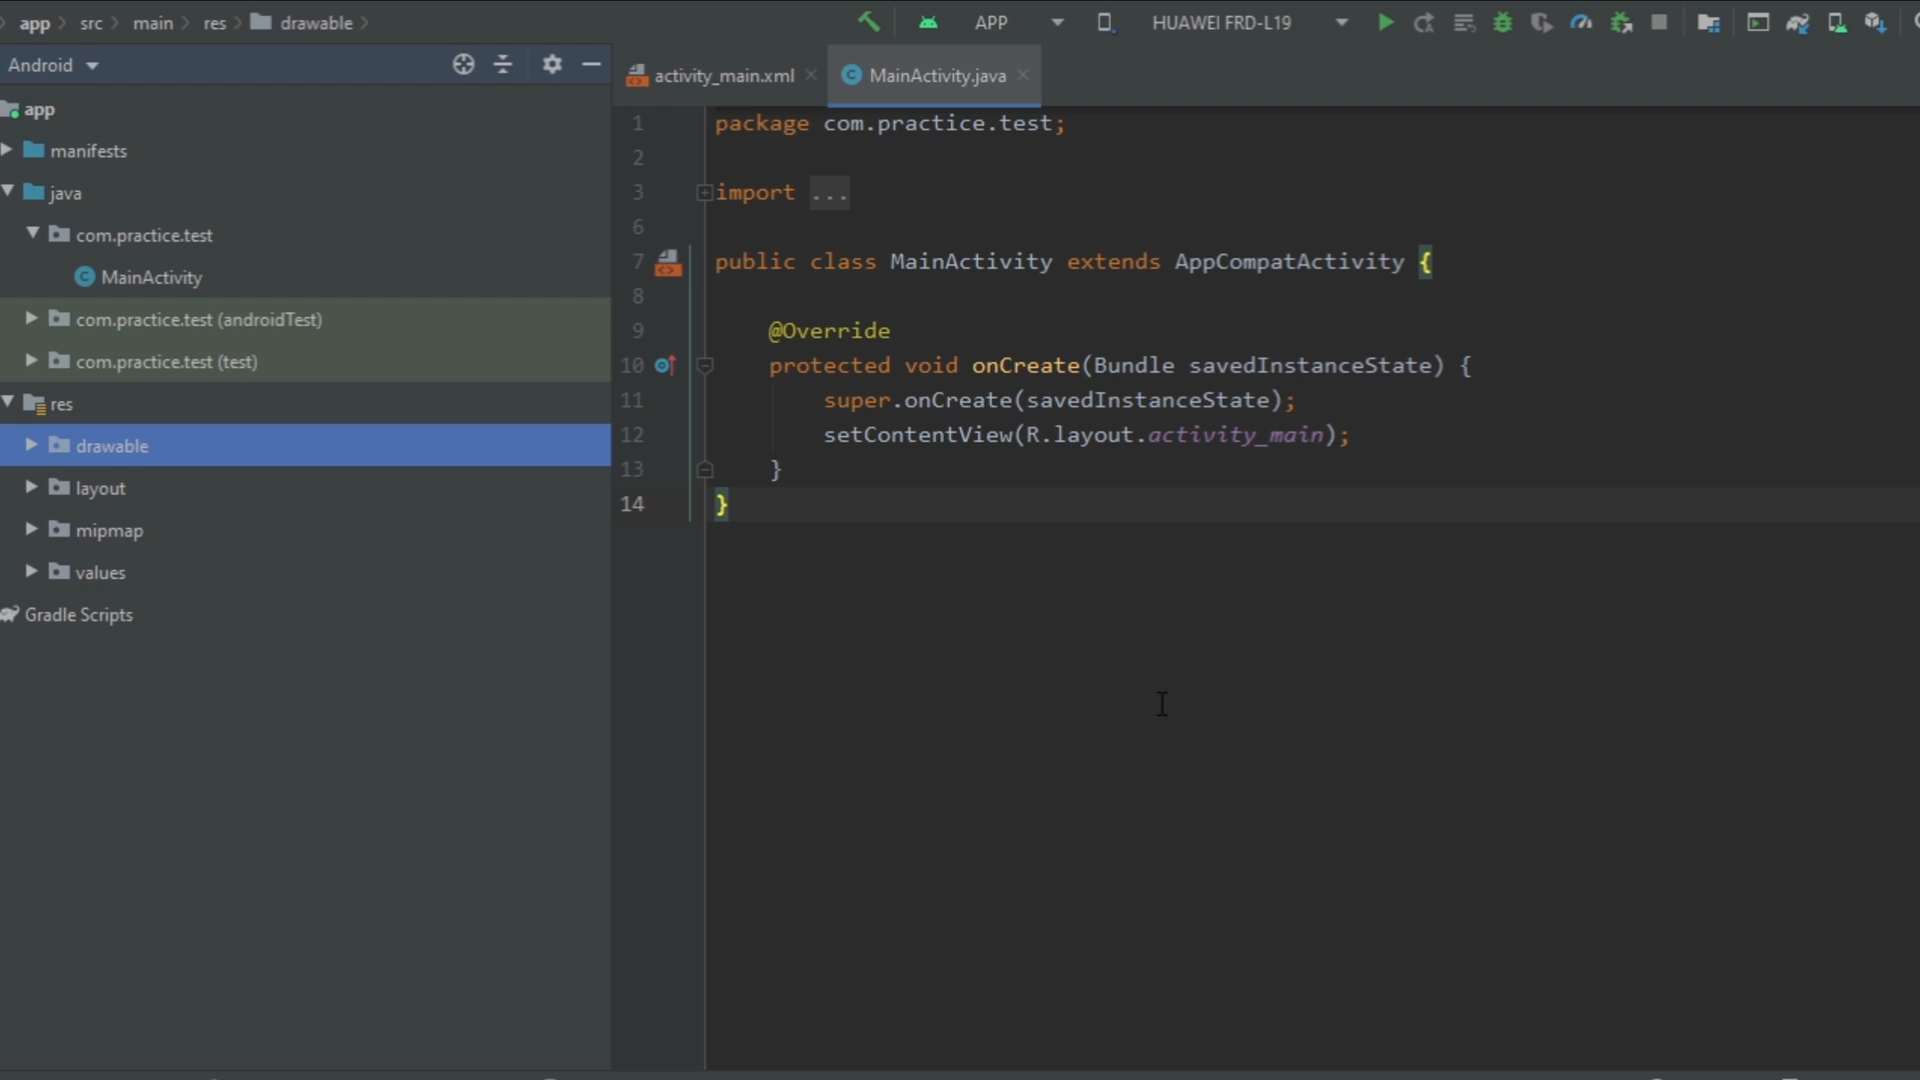 app src main res drawable
APP
HUAWEI FRD-L19
Android
activity_main.xml
MainActivity.java
app
manifests
java
com.practice.test
MainActivity
com.practice.test (androidTest)
com.practice.test (test)
res
drawable
layout
mipmap
values
Gradle Scripts
1 package com.practice.test;
2
3 import ...
6
7 public class MainActivity extends AppCompatActivity {
8
9 @Override
10 protected void onCreate(Bundle savedInstanceState) {
11 super.onCreate(savedInstanceState);
12 setContentView(R.layout.activity_main);
13 }
14 }